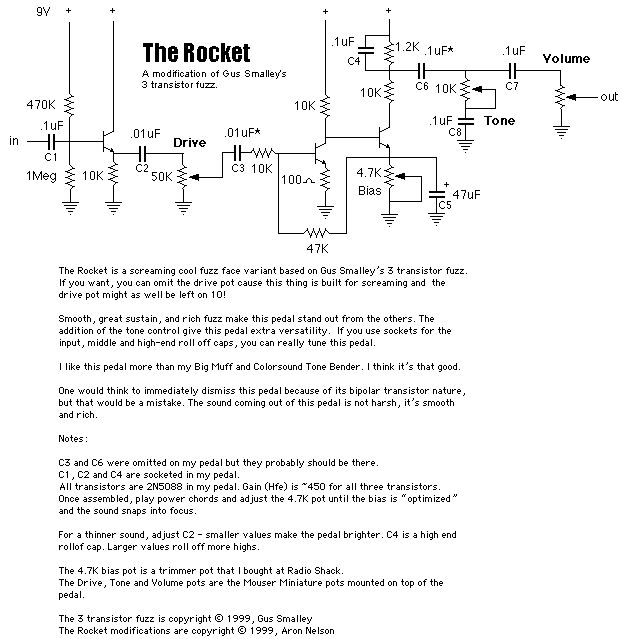 9V + + + +
The Rocket
A modification of Gus Smalley's
3 transistor fuzz.
.1uF
C4
1.2K
.1uF*
C6
.1uF
C7
Volume
470K
10K
10K
10K
out
in
.1uF
C1
.01uF
C2
Drive
.01uF*
C3
10K
.1uF
C8
Tone
1Meg
10K
50K
100
4.7K
Bias
+
47uF
C5
47K
The Rocket is a screaming cool fuzz face variant based on Gus Smalley's 3 transistor fuzz.
If you want, you can omit the drive pot cause this thing is built for screaming and the
drive pot might as well be left on 10!
Smooth, great sustain, and rich fuzz make this pedal stand out from the others. The
addition of the tone control give this pedal extra versatility. If you use sockets for the
input, middle and high-end roll off caps, you can really tune this pedal.
I like this pedal more than my Big Muff and Colorsound Tone Bender. I think it's that good.
One would think to immediately dismiss this pedal because of its bipolar transistor nature,
but that would be a mistake. The sound coming out of this pedal is not harsh, it's smooth
and rich.
Notes:
C3 and C6 were omitted on my pedal but they probably should be there.
C1, C2 and C4 are socketed in my pedal.
All transistors are 2N5088 in my pedal. Gain (Hfe) is ~450 for all three transistors.
Once assembled, play power chords and adjust the 4.7K pot until the bias is "optimized"
and the sound snaps into focus.
For a thinner sound, adjust C2 - smaller values make the pedal brighter. C4 is a high end
rollof cap. Larger values roll off more highs.
The 4.7K bias pot is a trimmer pot that I bought at Radio Shack.
The Drive, Tone and Volume pots are the Mouser Miniature pots mounted on top of the
pedal.
The 3 transistor fuzz is copyright © 1999, Gus Smalley
The Rocket modifications are copyright © 1999, Aron Nelson